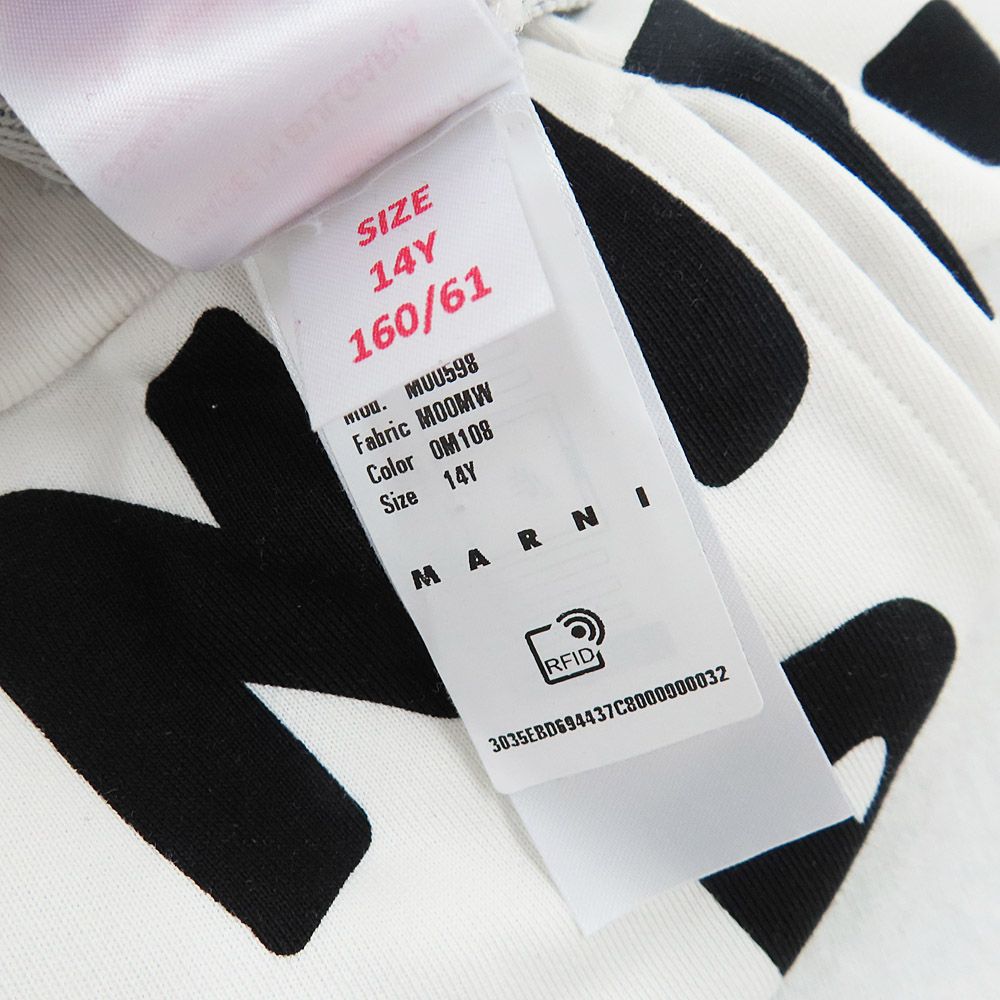 SIZE
14Y
160/61
Mod. M00598
Fabric M00MW
Color 0M108
Size 14Y
MARNI
RFID
3035EBD694437C8000000032